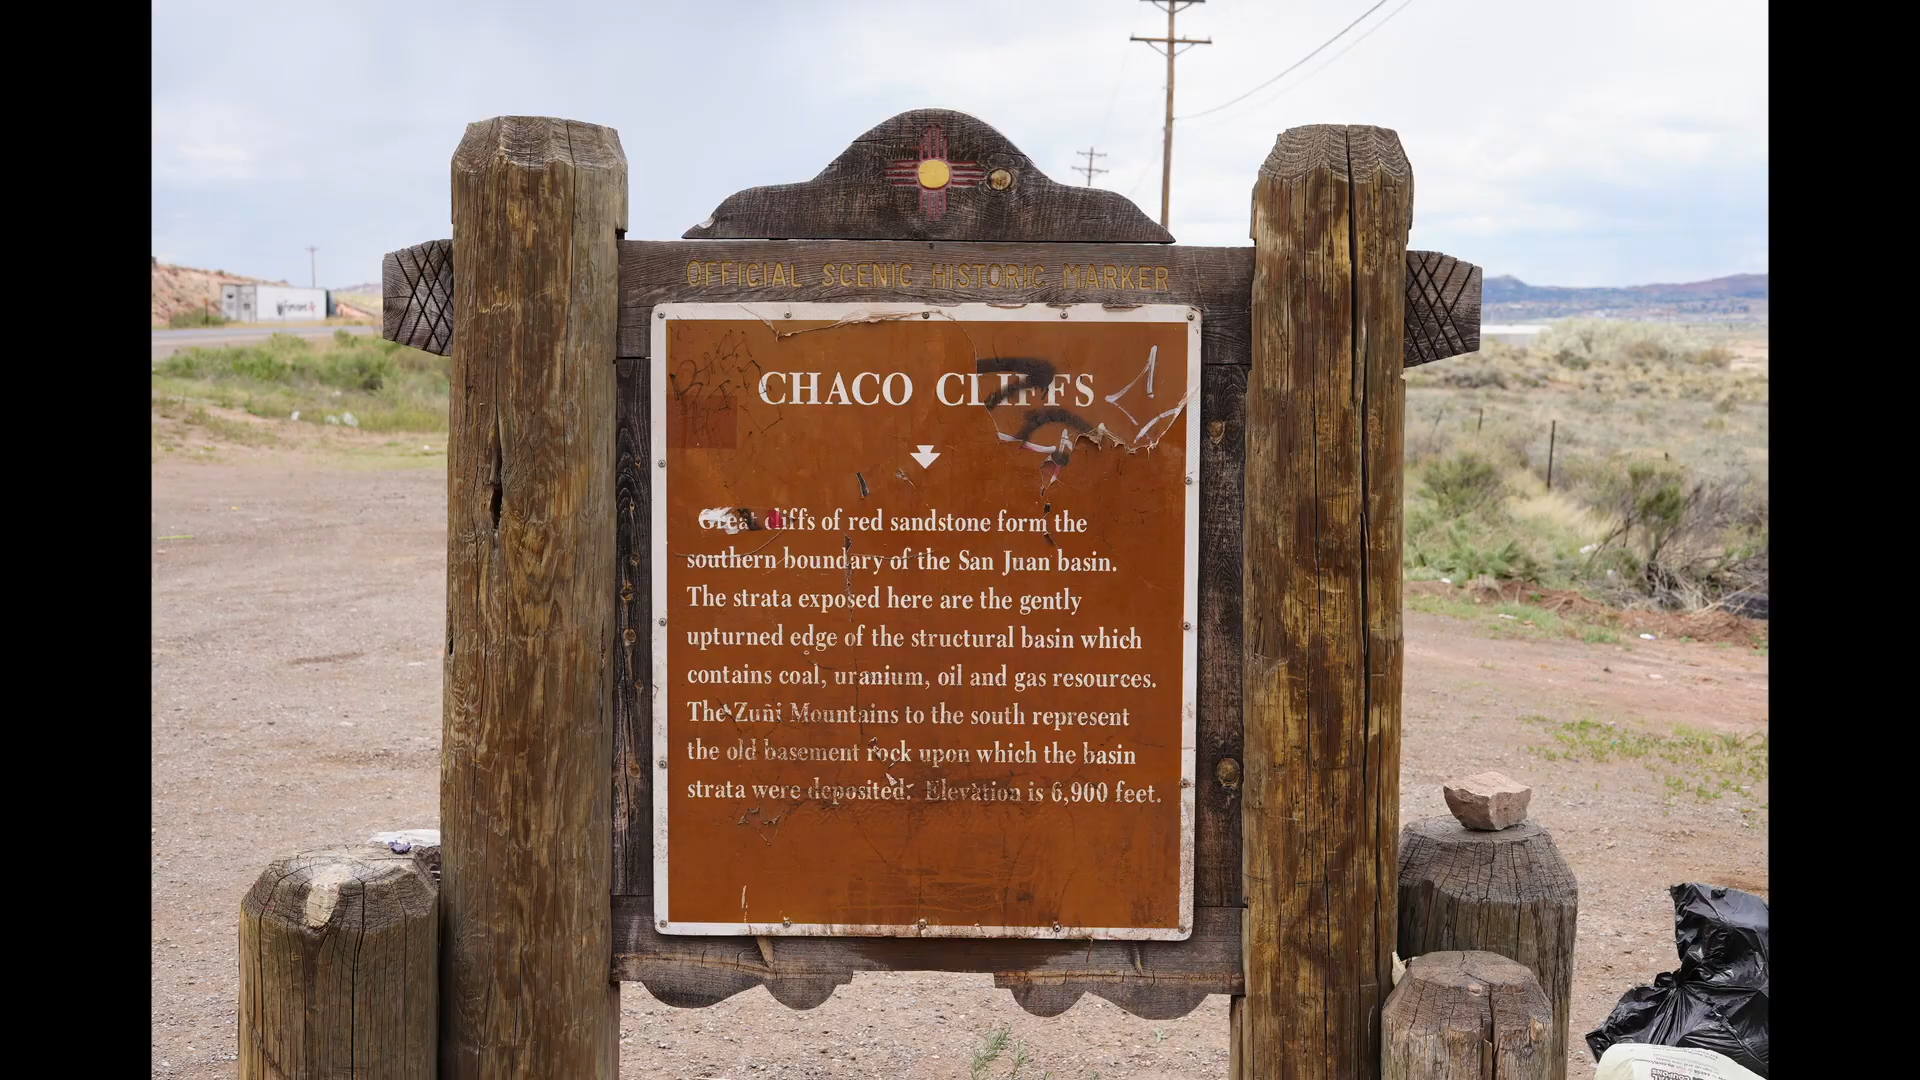 OFFICIAL SCENIC HISTORIC MARKER
CHACO CLIFFS
Great cliffs of red sandstone form the
southern boundary of the San Juan basin.
The strata exposed here are the gently
upturned edge of the structural basin which
contains coal, uranium, oil and gas resources.
The Zuñi Mountains to the south represent
the old basement rock upon which the basin
strata were deposited. Elevation is 6,900 feet.
COUPONS